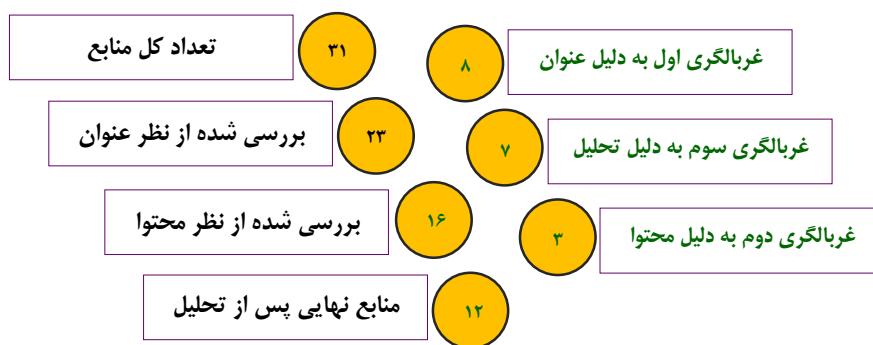 غربالگری اول به دلیل عنوان
۸
۳۱
تعداد کل منابع
غربالگری سوم به دلیل تحلیل
۷
۲۳
بررسی شده از نظر عنوان
غربالگری دوم به دلیل محتوا
۳
۱۶
بررسی شده از نظر محتوا
۱۲
منابع نهایی پس از تحلیل